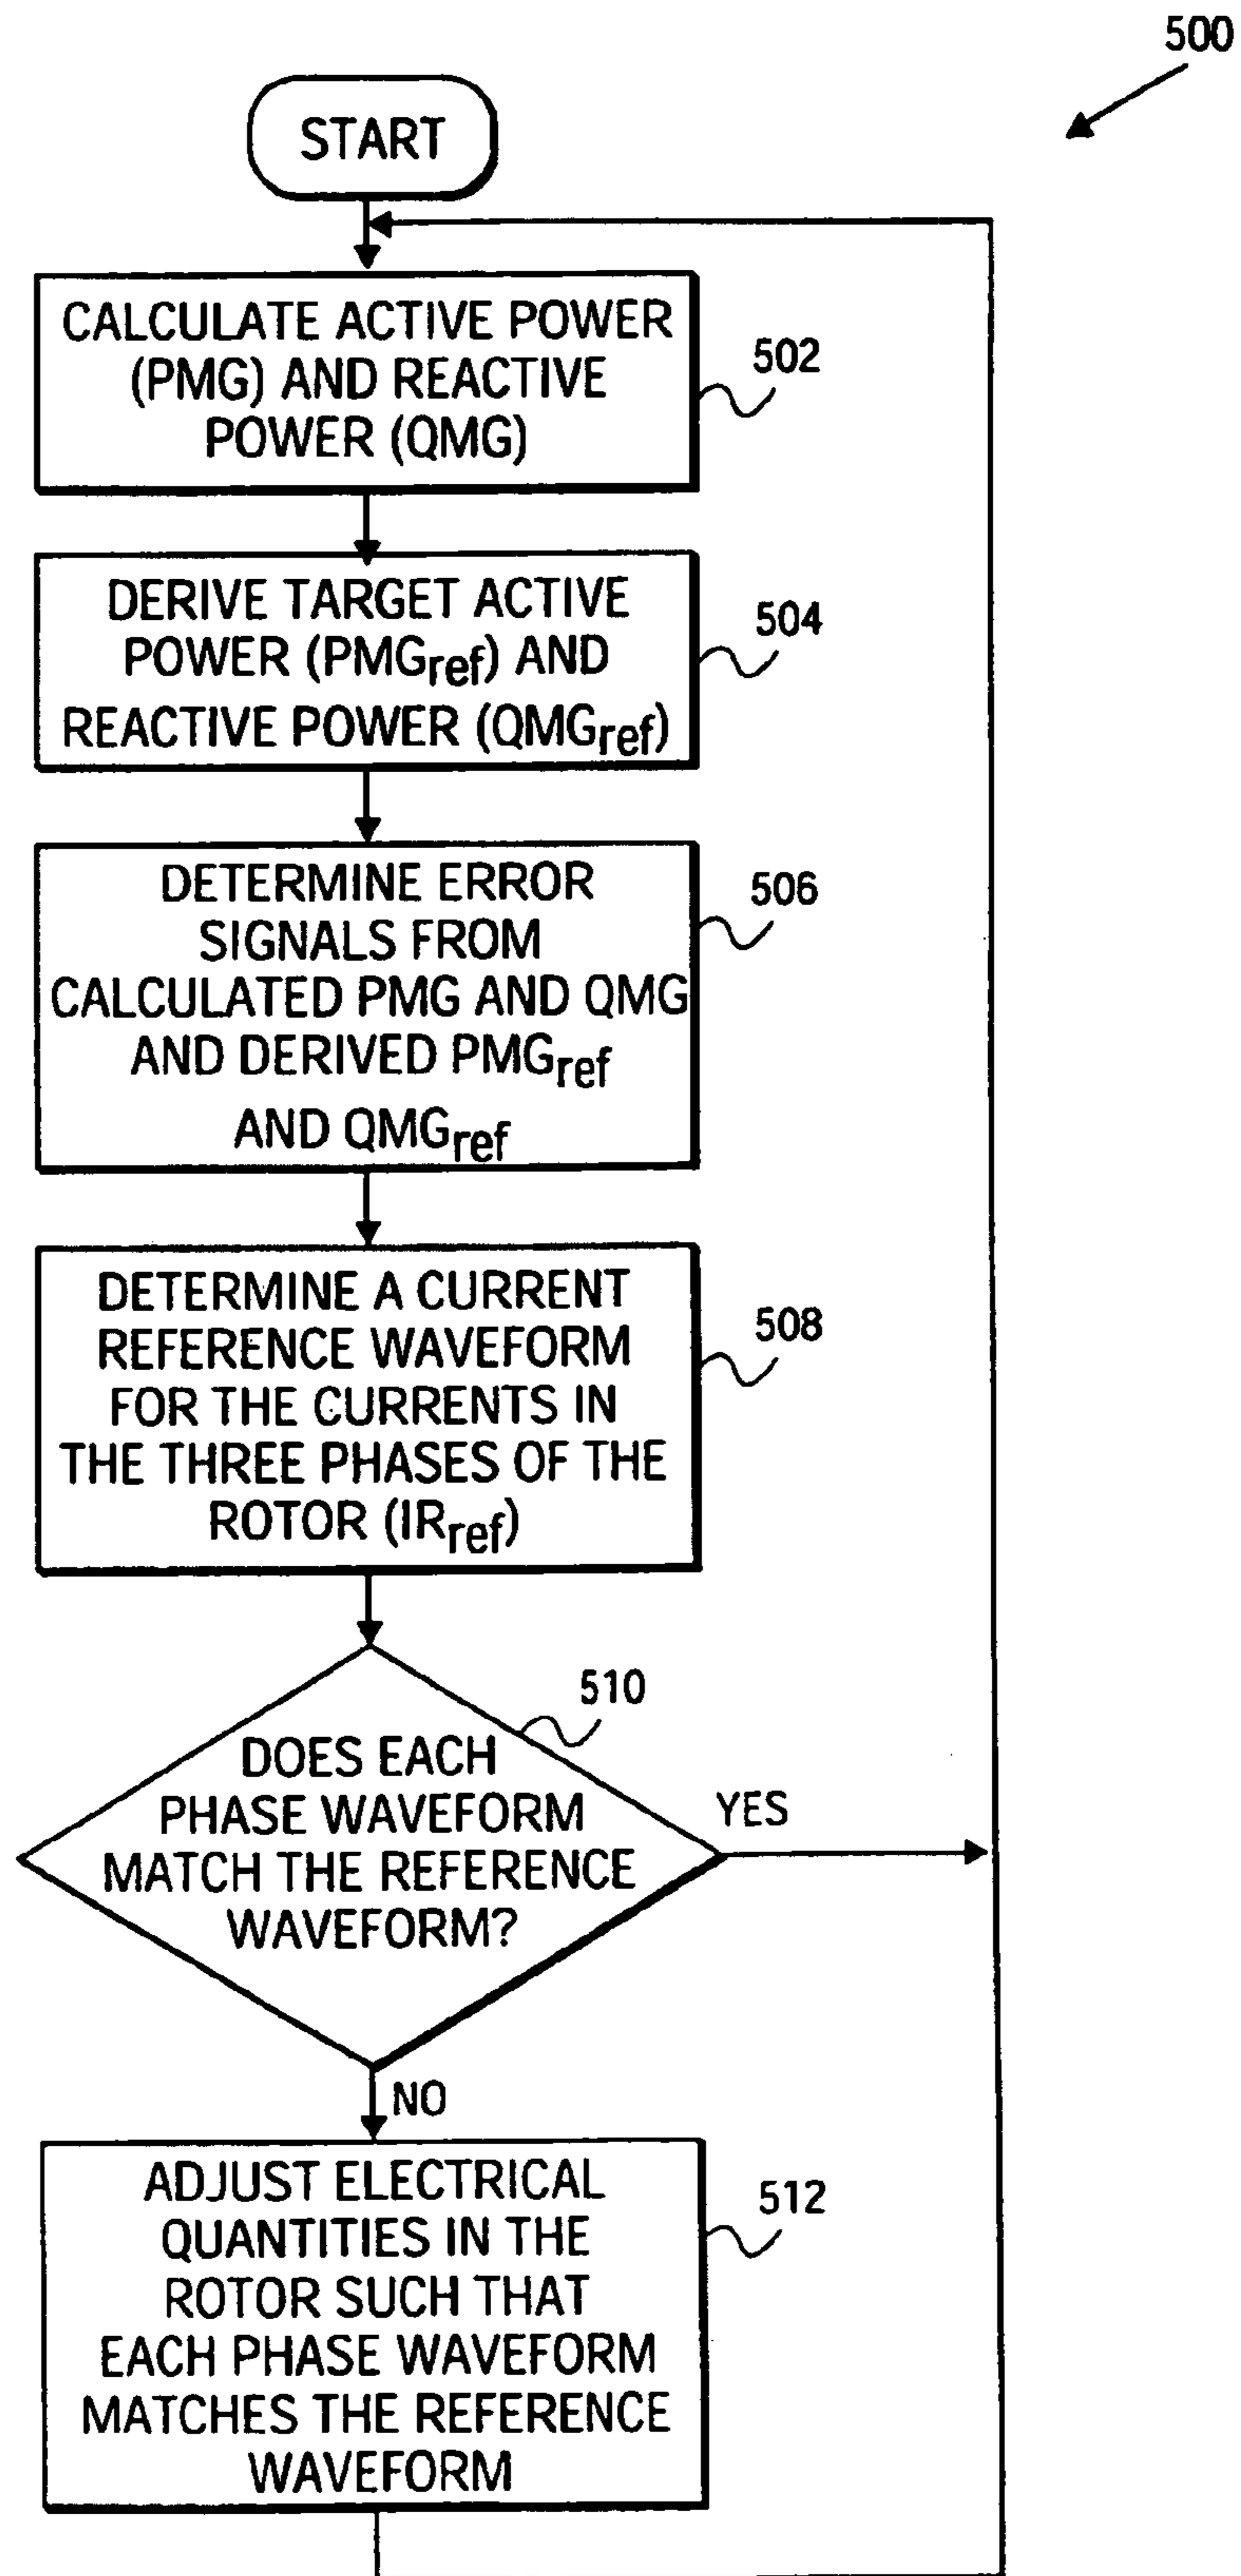 500
START
CALCULATE ACTIVE POWER
(PMG) AND REACTIVE
POWER (QMG)
502
DERIVE TARGET ACTIVE
POWER (PMGref) AND
REACTIVE POWER (QMGref)
504
DETERMINE ERROR
SIGNALS FROM
CALCULATED PMG AND QMG
AND DERIVED PMGref
AND QMGref
506
DETERMINE A CURRENT
REFERENCE WAVEFORM
FOR THE CURRENTS IN
THE THREE PHASES OF THE
ROTOR (IRref)
508
510
DOES EACH
PHASE WAVEFORM
MATCH THE REFERENCE
WAVEFORM?
YES
NO
ADJUST ELECTRICAL
QUANTITIES IN THE
ROTOR SUCH THAT
EACH PHASE WAVEFORM
MATCHES THE REFERENCE
WAVEFORM
512